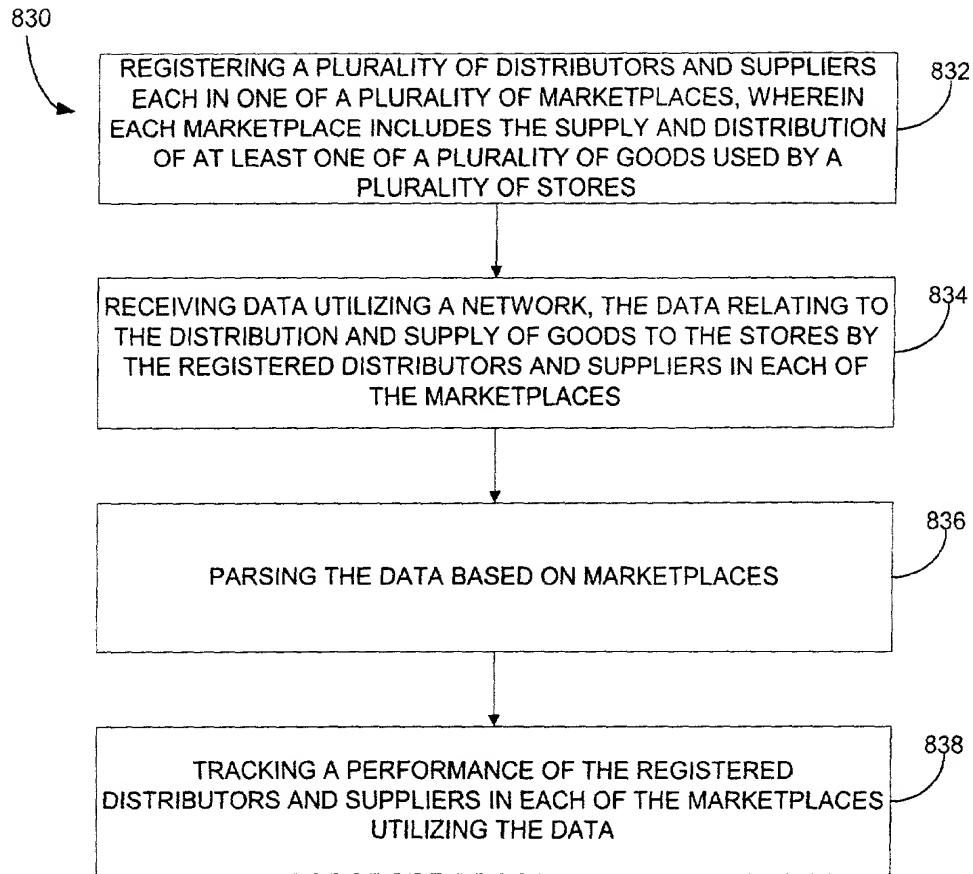 830
REGISTERING A PLURALITY OF DISTRIBUTORS AND SUPPLIERS
EACH IN ONE OF A PLURALITY OF MARKETPLACES, WHEREIN
EACH MARKETPLACE INCLUDES THE SUPPLY AND DISTRIBUTION
OF AT LEAST ONE OF A PLURALITY OF GOODS USED BY A
PLURALITY OF STORES
832
RECEIVING DATA UTILIZING A NETWORK, THE DATA RELATING TO
THE DISTRIBUTION AND SUPPLY OF GOODS TO THE STORES BY
THE REGISTERED DISTRIBUTORS AND SUPPLIERS IN EACH OF
THE MARKETPLACES
834
PARSING THE DATA BASED ON MARKETPLACES
836
TRACKING A PERFORMANCE OF THE REGISTERED
DISTRIBUTORS AND SUPPLIERS IN EACH OF THE MARKETPLACES
UTILIZING THE DATA
838